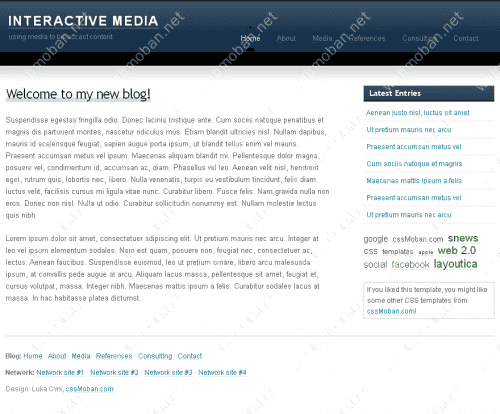 INTERACTIVE MEDIA
using media to broadcast content
Home About Media References Consulting Contact
Welcome to my new blog!
Suspendisse egestas fringilla odio. Donec lacinia tristique ante. Cum sociis natoque penatibus et
magnis dis parturient montes, nascetur ridiculus mus. Etiam blandit ultricies nisl. Nullam dapibus,
mauris id scelerisque feugiat, sapien augue porta ipsum, ut blandit tellus enim vel mauris.
Praesent accumsan metus vel ipsum. Maecenas aliquam blandit mi. Pellentesque dolor magna,
posuere vel, condimentum id, accumsan ac, diam. Phasellus vel leo. Aenean velit nisl, hendrerit
eget, rutrum quis, lobortis nec, libero. Nulla venenatis, turpis eu vestibulum tincidunt, felis diam
luctus velit, facilisis cursus mi ligula vitae nunc. Curabitur libero. Fusce felis. Nam gravida nulla non
eros. Donec non nisl. Nulla ut odio. Curabitur sollicitudin nonummy est. Nullam molestie lectus
quis nibh.
Lorem ipsum dolor sit amet, consectetuer adipiscing elit. Ut pretium mauris nec arcu. Integer at
leo vel ipsum elementum sodales. Nam est quam, posuere non, feugiat nec, consectetuer ac,
lectus. Aenean faucibus. Suspendisse euismod, leo ut pretium ornare, libero arcu malesuada
ipsum, at convallis pede augue at arcu. Aliquam lacus massa, pellentesque sit amet, feugiat et,
cursus volutpat, massa. Integer nibh. Maecenas mattis ipsum a felis. Curabitur sodales lacus at
massa. In hac habitasse platea dictumst.
Latest Entries
Aenean justo nisl, luctus sit amet
Ut pretium mauris nec arcu
Praesent accumsan metus vel
Cum sociis natoque et magnis
Maecenas mattis ipsum a felis
Praesent accumsan metus vel
Ut pretium mauris nec arcu
google cssMoban.com snews
CSS templates apple web 2.0
social facebook layoutica
If you liked this template, you might like
some other CSS templates from
cssMoban!
Blog: Home · About · Media · References · Consulting · Contact
Network: Network site #1 · Network site #2 · Network site #3 · Network site #4
Design: Luka Cvrk, cssMoban.com